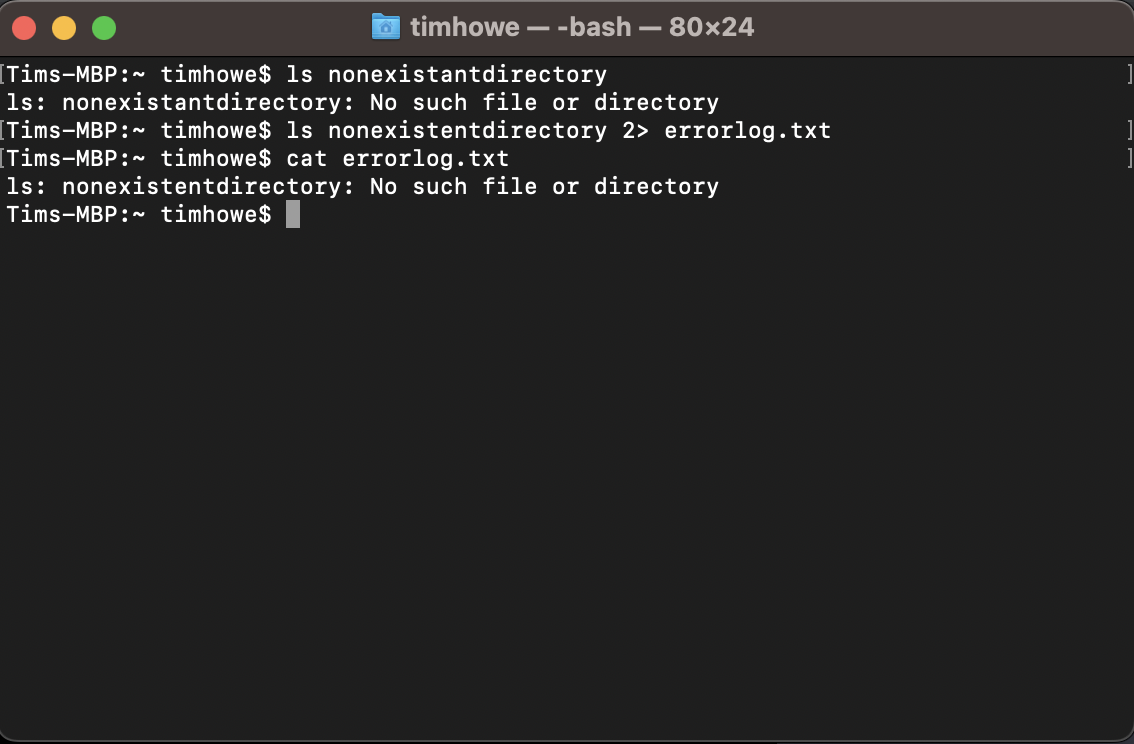 timhowe — -bash — 80×24
[Tims-MBP:~ timhowe$ ls nonexistantdirectory ]
ls: nonexistantdirectory: No such file or directory
[Tims-MBP:~ timhowe$ ls nonexistentdirectory 2> errorlog.txt ]
[Tims-MBP:~ timhowe$ cat errorlog.txt ]
ls: nonexistentdirectory: No such file or directory
Tims-MBP:~ timhowe$